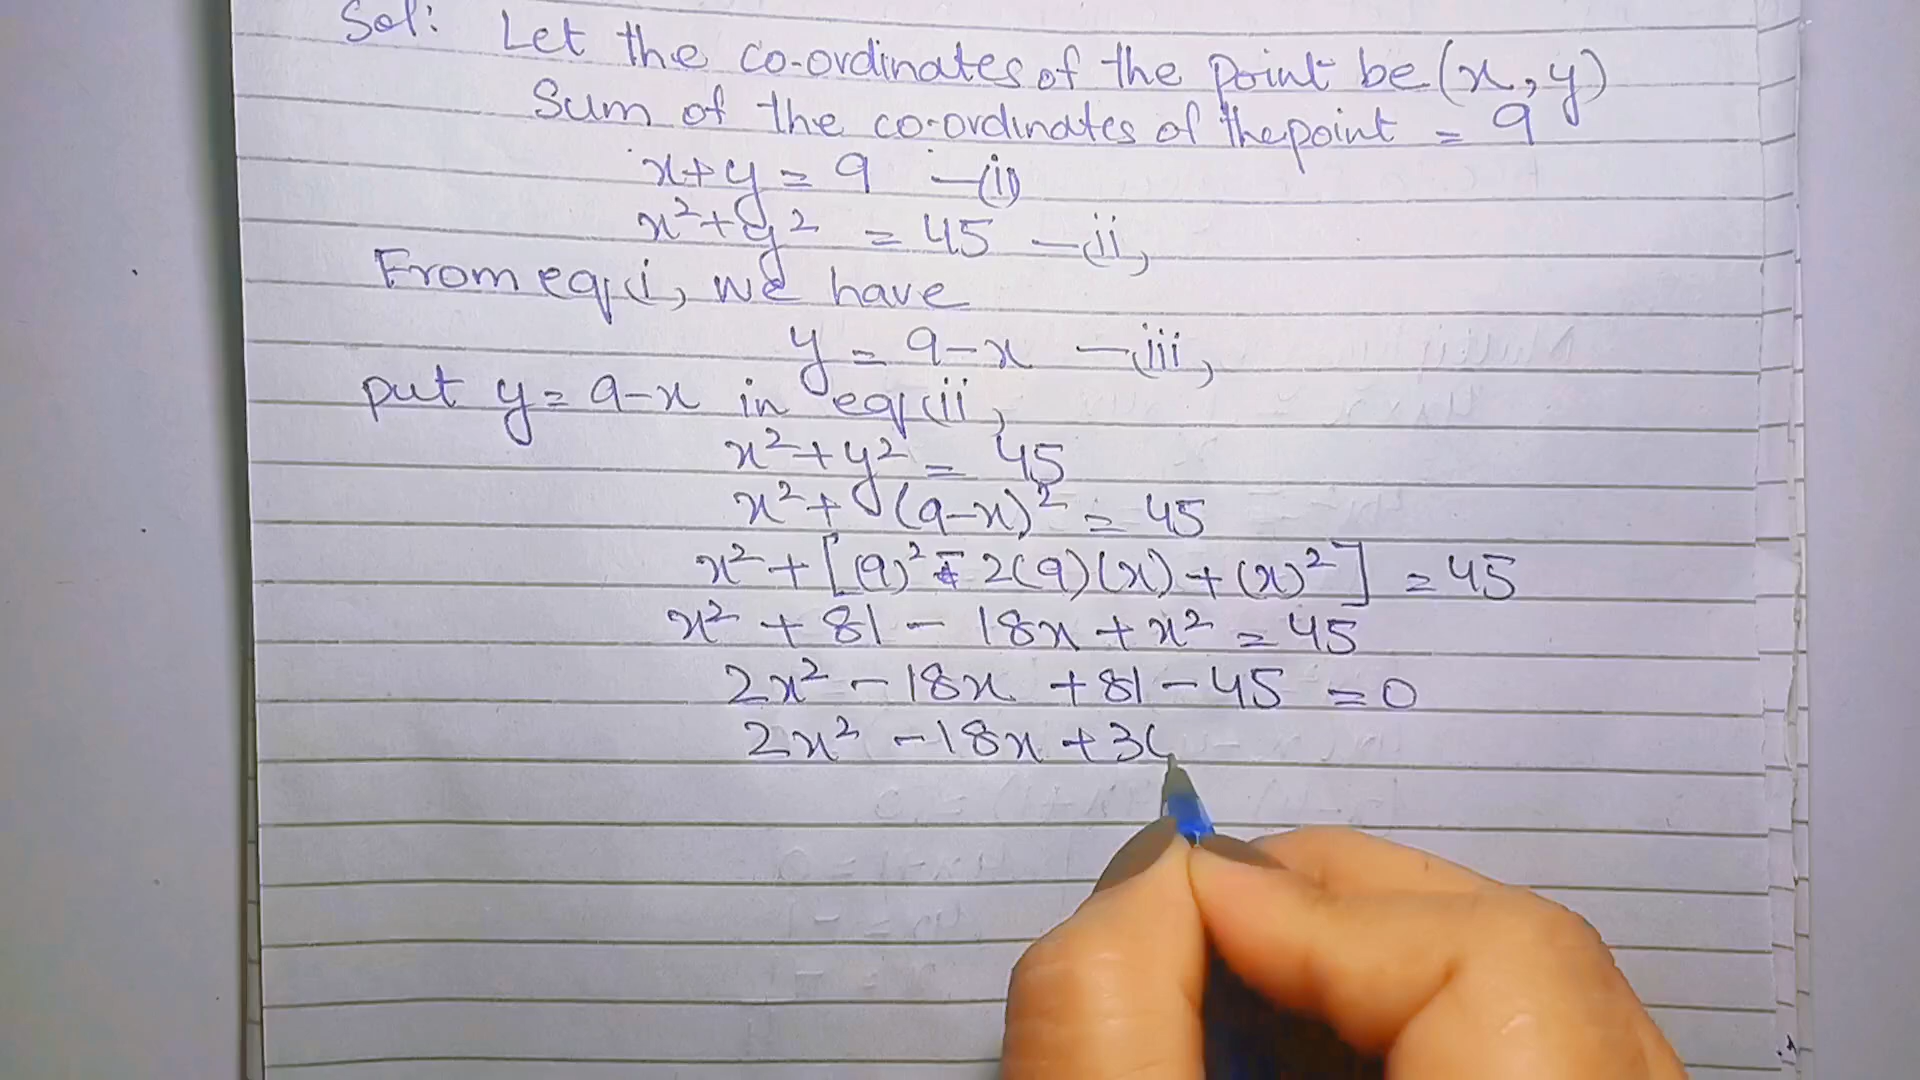 Sol: Let the co-ordinates of the point be (x, y)
Sum of the co-ordinates of the point = 9
x+y = 9 —(i)
x²+y² = 45 —(ii)
From eq(i), we have
y = 9-x —(iii)
put y = 9-x in eq(ii),
x²+y² = 45
x²+ (9-x)² = 45
x² + [(9)² - 2(9)(x) + (x)²] = 45
x² + 81 - 18x + x² = 45
2x² - 18x + 81 - 45 = 0
2x² - 18x + 3